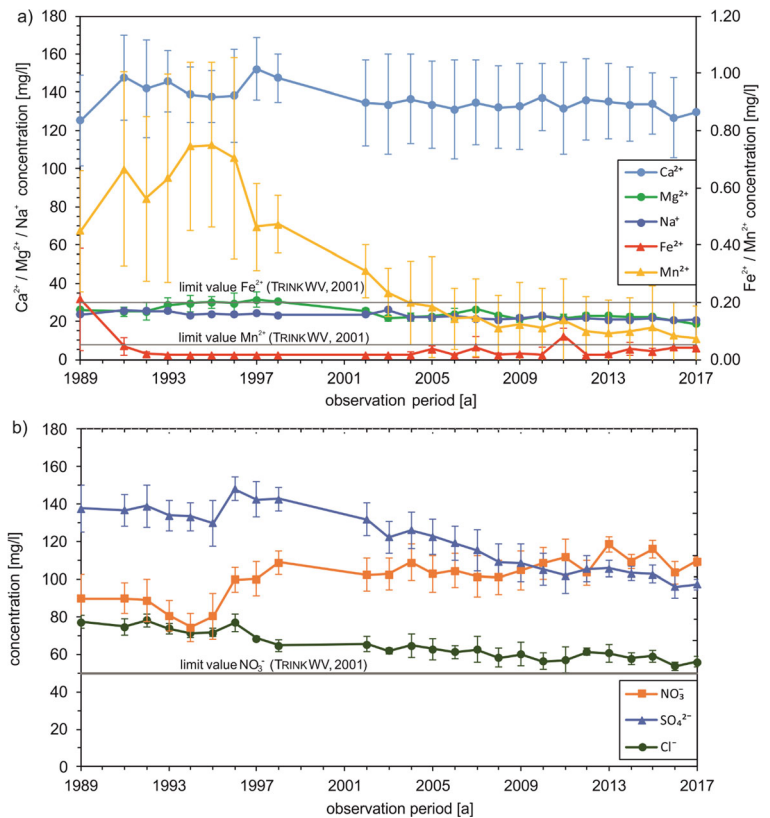 a)
180
160
140
120
100
80
60
40
20
0
Ca²⁺ / Mg²⁺ / Na⁺ concentration [mg/l]
1.20
1.00
0.80
0.60
0.40
0.20
0.00
Fe²⁺ / Mn²⁺ concentration [mg/l]
Ca²⁺
Mg²⁺
Na⁺
Fe²⁺
Mn²⁺
limit value Fe²⁺ (TRINKWV, 2001)
limit value Mn²⁺ (TRINKWV, 2001)
1989 1993 1997 2001 2005 2009 2013 2017
observation period [a]
b)
180
160
140
120
100
80
60
40
20
0
concentration [mg/l]
limit value NO₃⁻ (TRINKWV, 2001)
NO₃⁻
SO₄²⁻
Cl⁻
1989 1993 1997 2001 2005 2009 2013 2017
observation period [a]